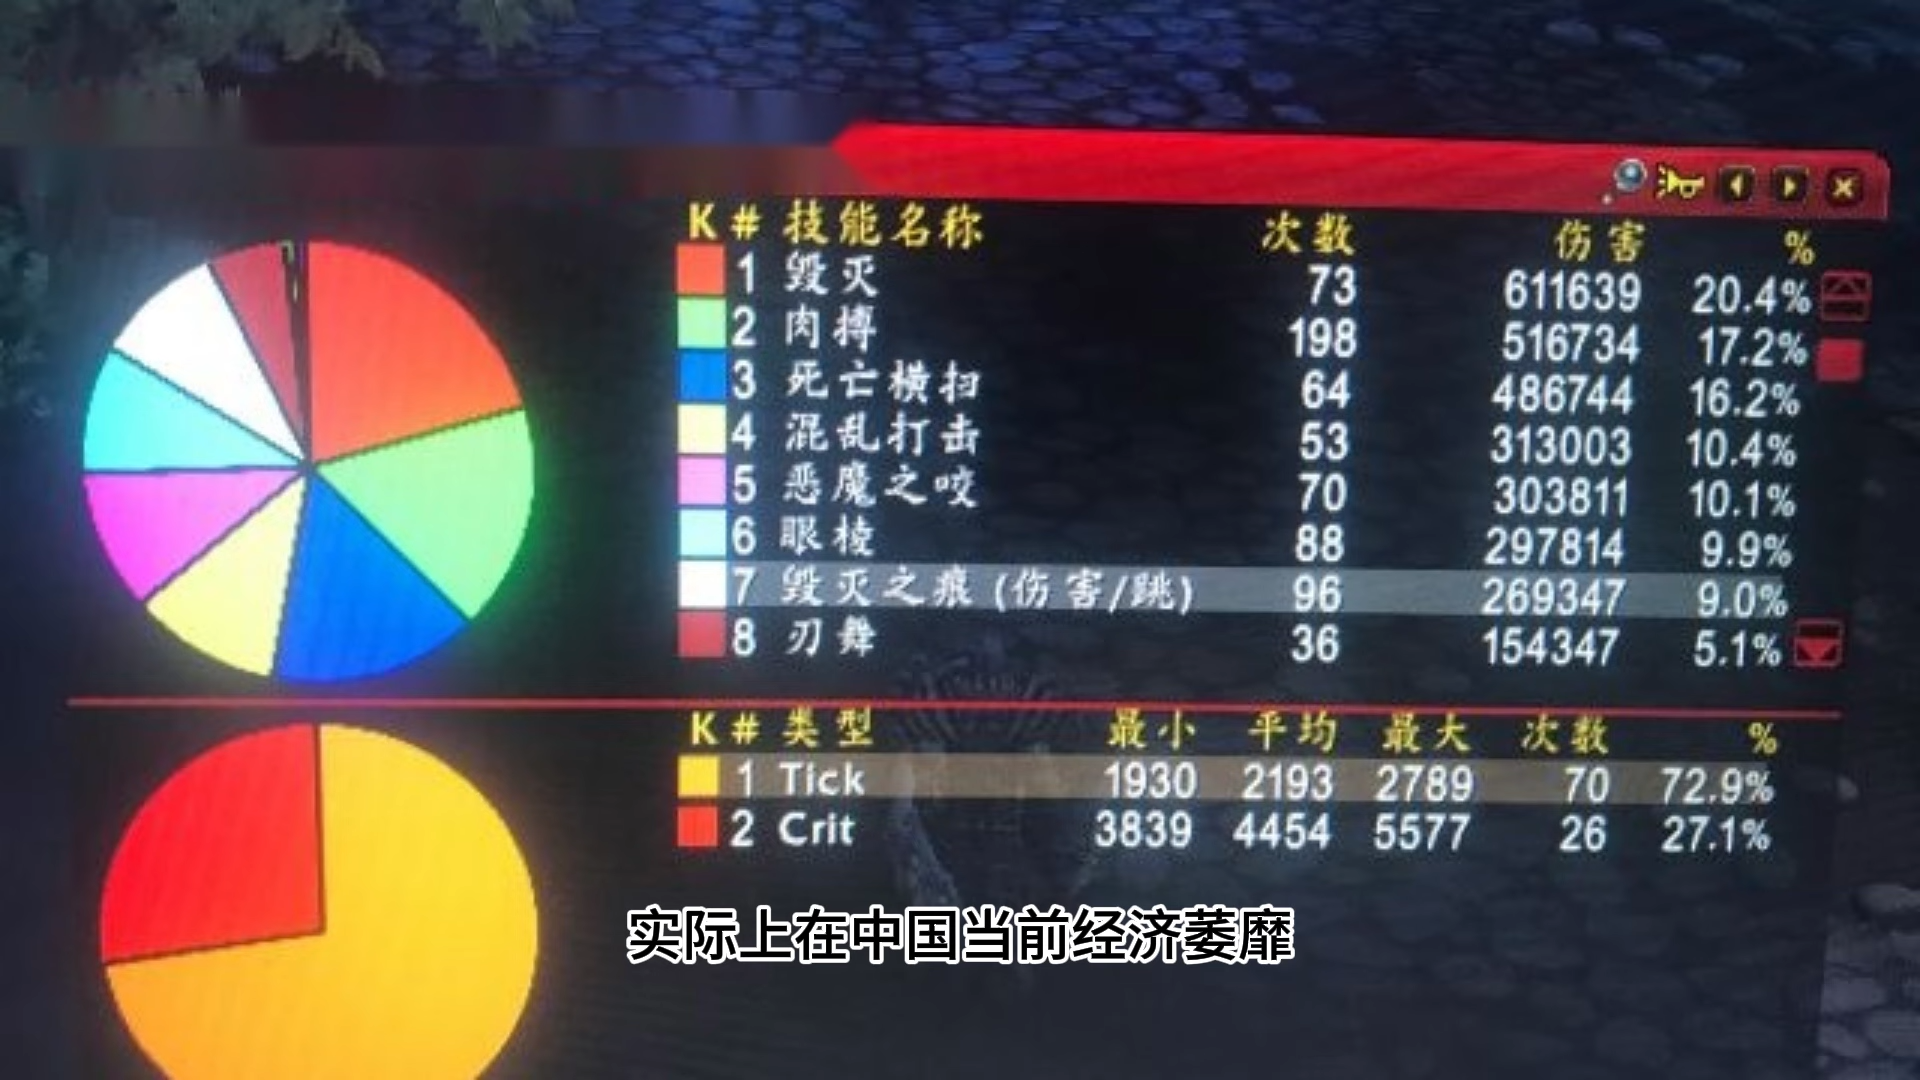 K # 技能名称 次数 伤害 %
1 毁灭 73 611639 20.4%
2 肉搏 198 516734 17.2%
3 死亡横扫 64 486744 16.2%
4 混乱打击 53 313003 10.4%
5 恶魔之咬 70 303811 10.1%
6 眼棱 88 297814 9.9%
7 毁灭之痕 (伤害/跳) 96 269347 9.0%
8 刃舞 36 154347 5.1%
K # 类型 最小 平均 最大 次数 %
1 Tick 1930 2193 2789 70 72.9%
2 Crit 3839 4454 5577 26 27.1%
实际上在中国当前经济萎靡